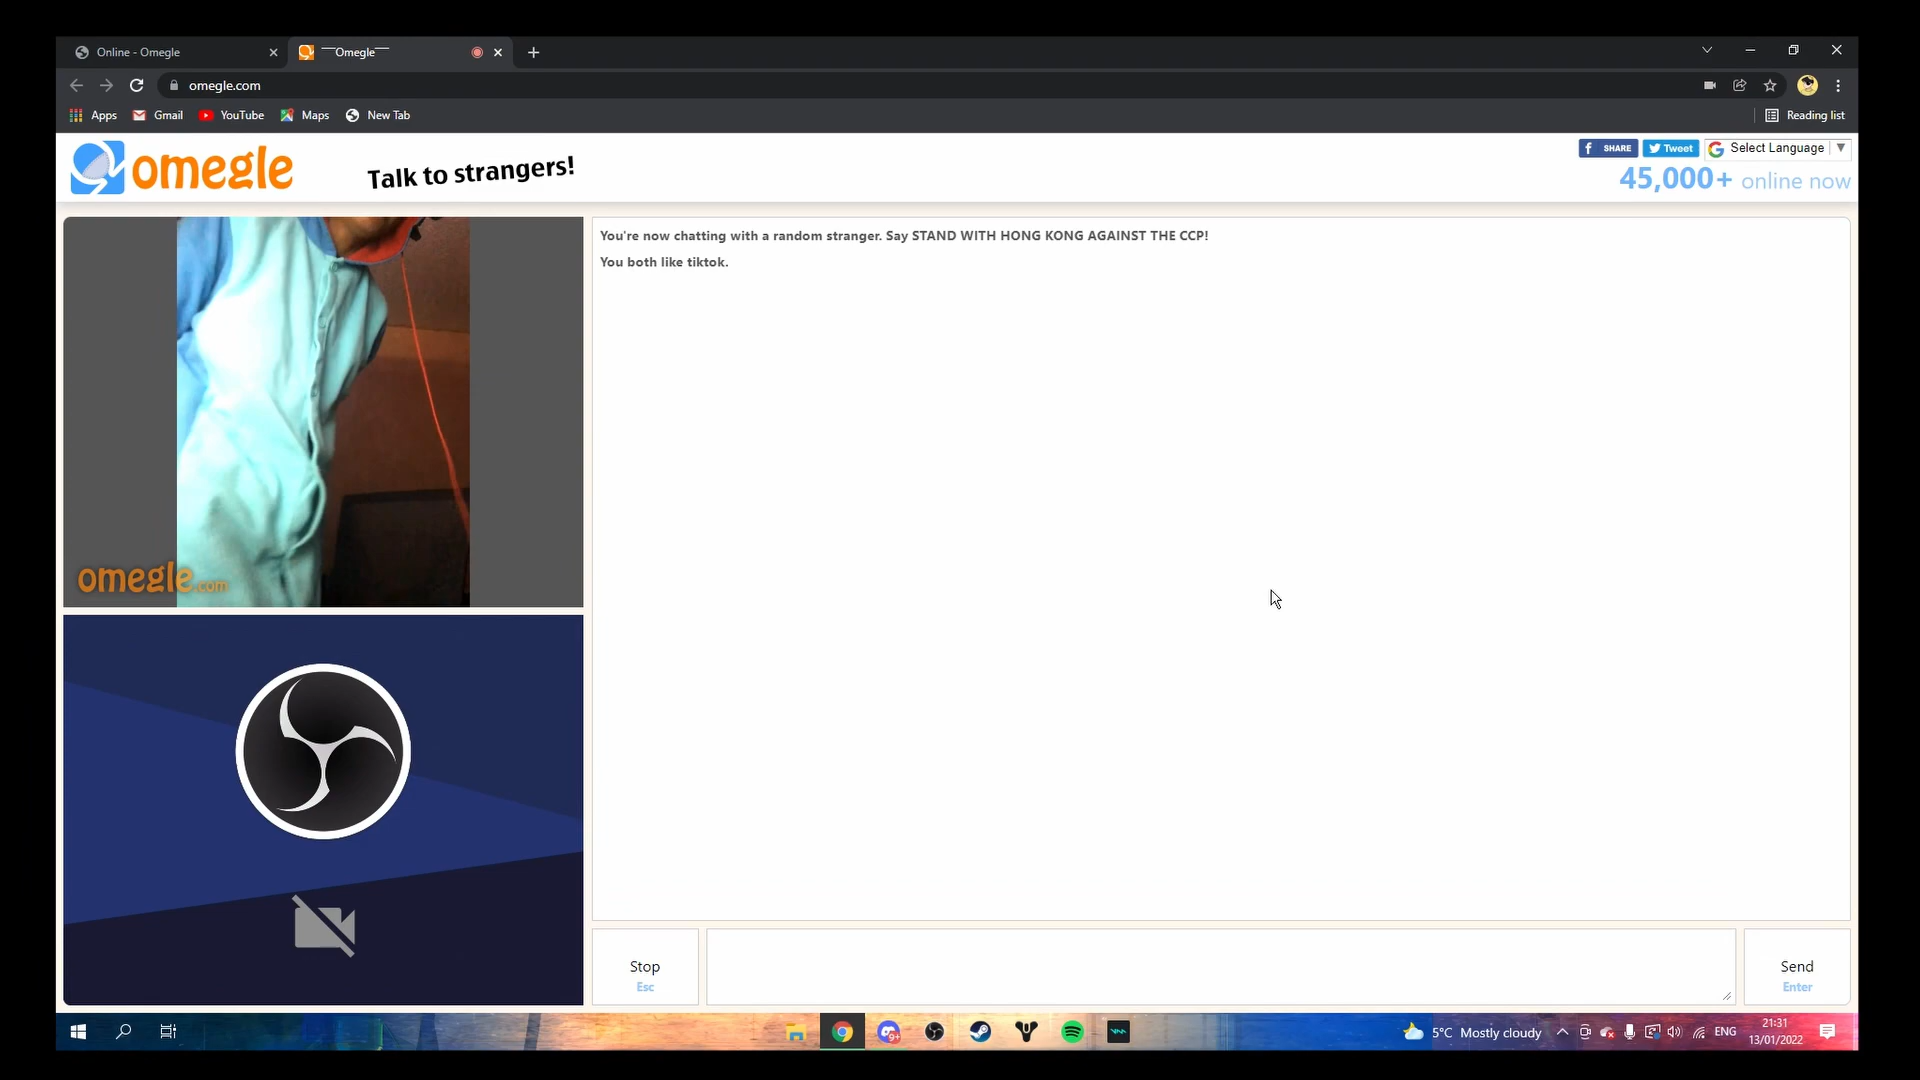 Online - Omegle
Omegle
omegle.com
Apps
Gmail
YouTube
Maps
New Tab
Reading list
omegle
Talk to strangers!
SHARE
Tweet
Select Language
45,000+ online now
You're now chatting with a random stranger. Say STAND WITH HONG KONG AGAINST THE CCP!
You both like tiktok.
omegle.com
Stop
Esc
Send
Enter
9+
5°C Mostly cloudy
ENG
21:31
13/01/2022